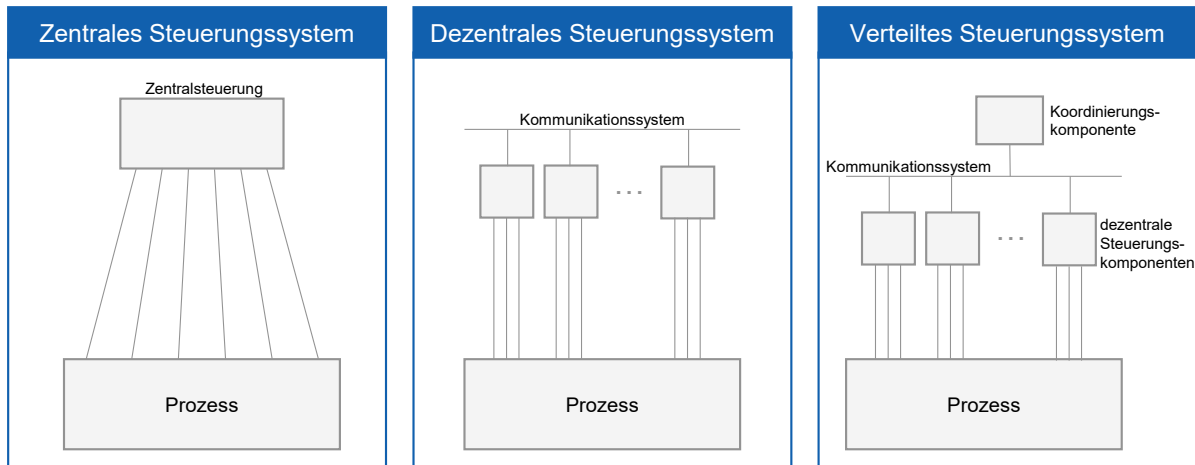 Zentrales Steuerungssystem
Zentralsteuerung
Prozess
Dezentrales Steuerungssystem
Kommunikationssystem
...
Prozess
Verteiltes Steuerungssystem
Koordinierungs-
komponente
Kommunikationssystem
...
dezentrale
Steuerungs-
komponenten
Prozess